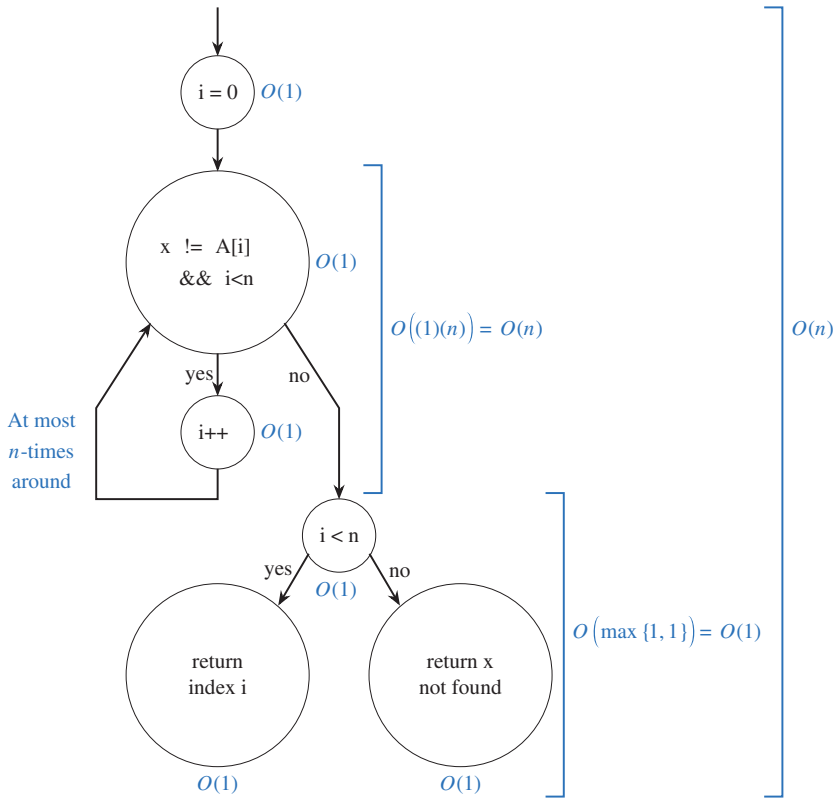 i = 0 O(1)
x != A[i]
&& i<n
O(1)
O((1)(n)) = O(n)
O(n)
yes
no
At most
n-times
around
i++ O(1)
i < n
O(1)
yes
no
O(max {1, 1}) = O(1)
return
index i
return x
not found
O(1)
O(1)